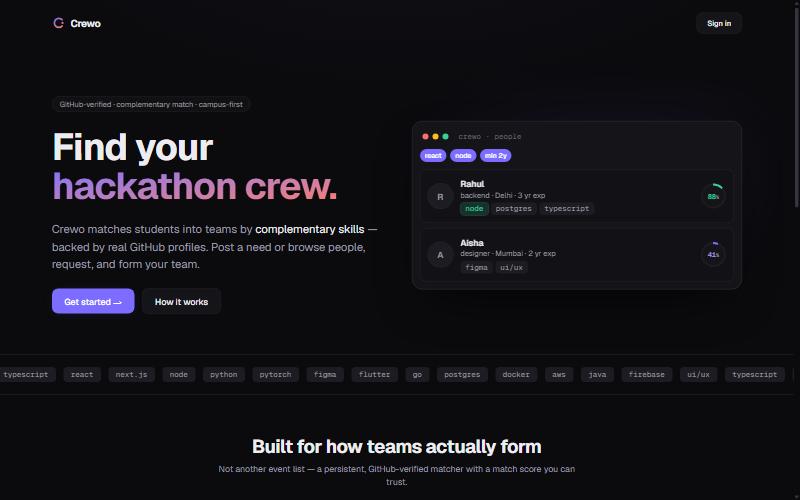 Crewo
Sign in
GitHub-verified · complementary match · campus-first
Find your
hackathon crew.
Crewo matches students into teams by complementary skills —
backed by real GitHub profiles. Post a need or browse people,
request, and form your team.
Get started →
How it works
crewo · people
react node min 2y
R
Rahul
backend · Delhi · 3 yr exp
node postgres typescript
88%
A
Aisha
designer · Mumbai · 2 yr exp
figma ui/ux
41%
typescript react next.js node python pytorch figma flutter go postgres docker aws java firebase ui/ux typescript
Built for how teams actually form
Not another event list — a persistent, GitHub-verified matcher with a match score you can
trust.